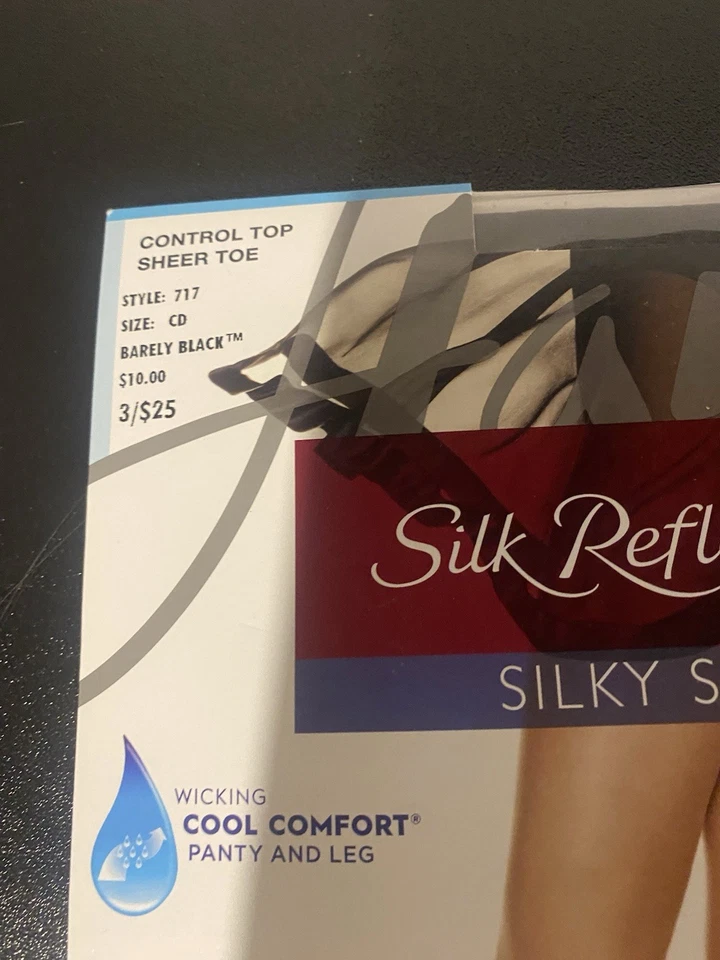 CONTROL TOP
SHEER TOE
STYLE: 717
SIZE: CD
BARELY BLACK™
$10.00
3/$25
Silk Refl
SILKY S
WICKING
COOL COMFORT®
PANTY AND LEG